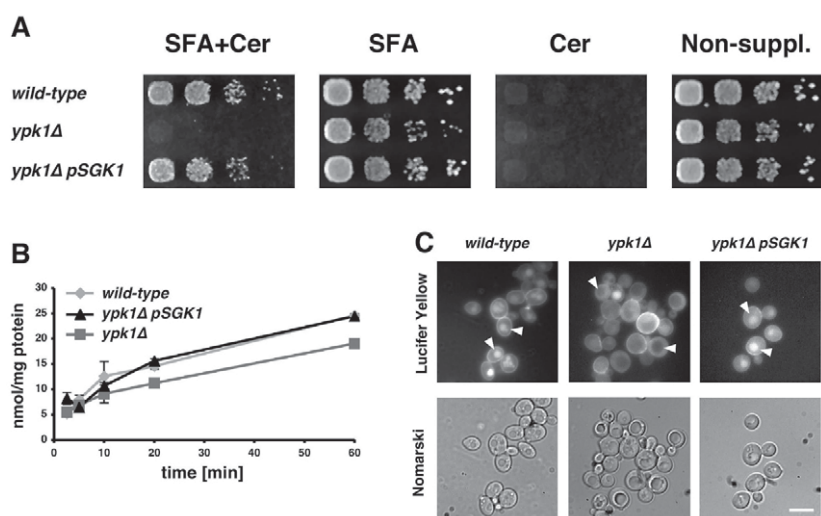 A
SFA+Cer SFA Cer Non-suppl.
wild-type
ypk1Δ
ypk1Δ pSGK1
B
nmol/mg ptotein
30
25
20
15
10
5
0
wild-type
ypk1Δ pSGK1
ypk1Δ
0 10 20 30 40 50 60
time [min]
C
wild-type ypk1Δ ypk1Δ pSGK1
Lucifer Yellow
Nomarski